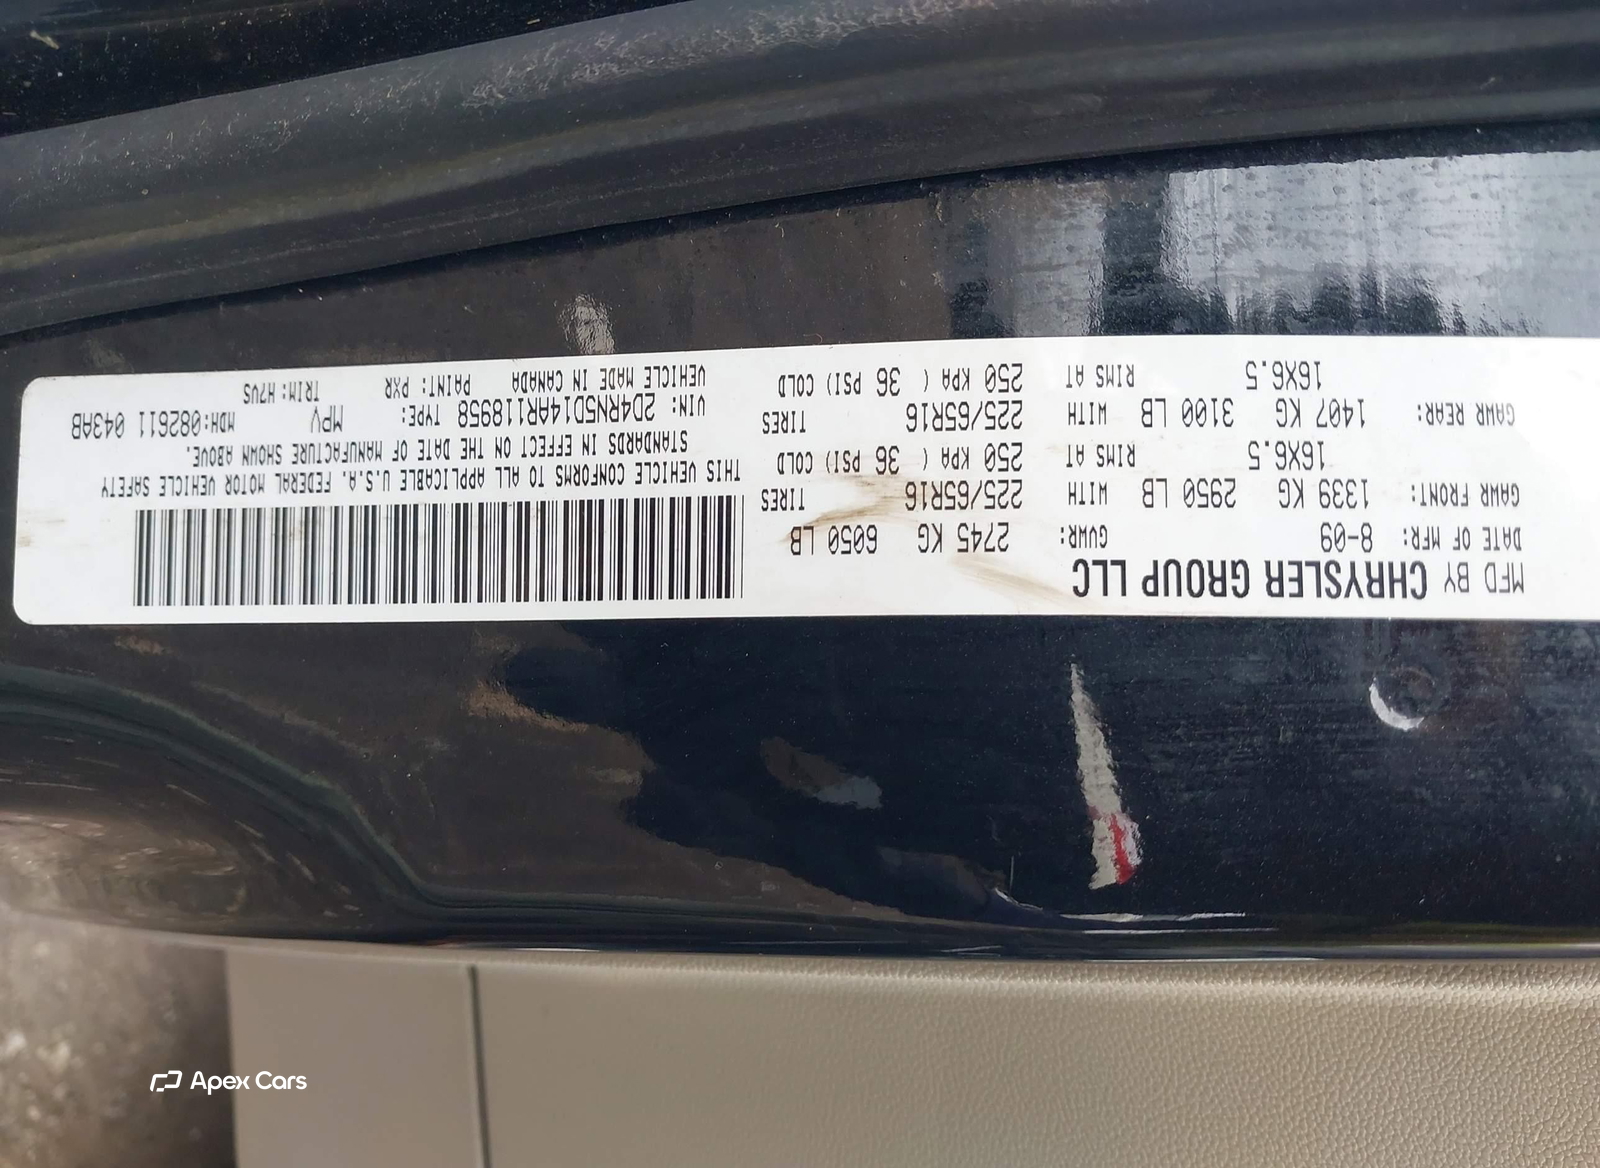 MFD BY CHRYSLER GROUP LLC
DATE OF MFR: 8-09 GVWR: 2745 KG 6050 LB
GAWR FRONT: 1339 KG 2950 LB WITH 225/65R16 TIRES
16X6.5 RIMS AT 250 KPA ( 36 PSI) COLD
GAWR REAR: 1407 KG 3100 LB WITH 225/65R16 TIRES
16X6.5 RIMS AT 250 KPA ( 36 PSI) COLD
THIS VEHICLE CONFORMS TO ALL APPLICABLE U.S.A. FEDERAL MOTOR VEHICLE SAFETY
STANDARDS IN EFFECT ON THE DATE OF MANUFACTURE SHOWN ABOVE.
VIN: 2D4RN5D14AR118958 TYPE: MPV MDH:082611 043AB
VEHICLE MADE IN CANADA PAINT: PXR TRIM: H7VS
Apex Cars